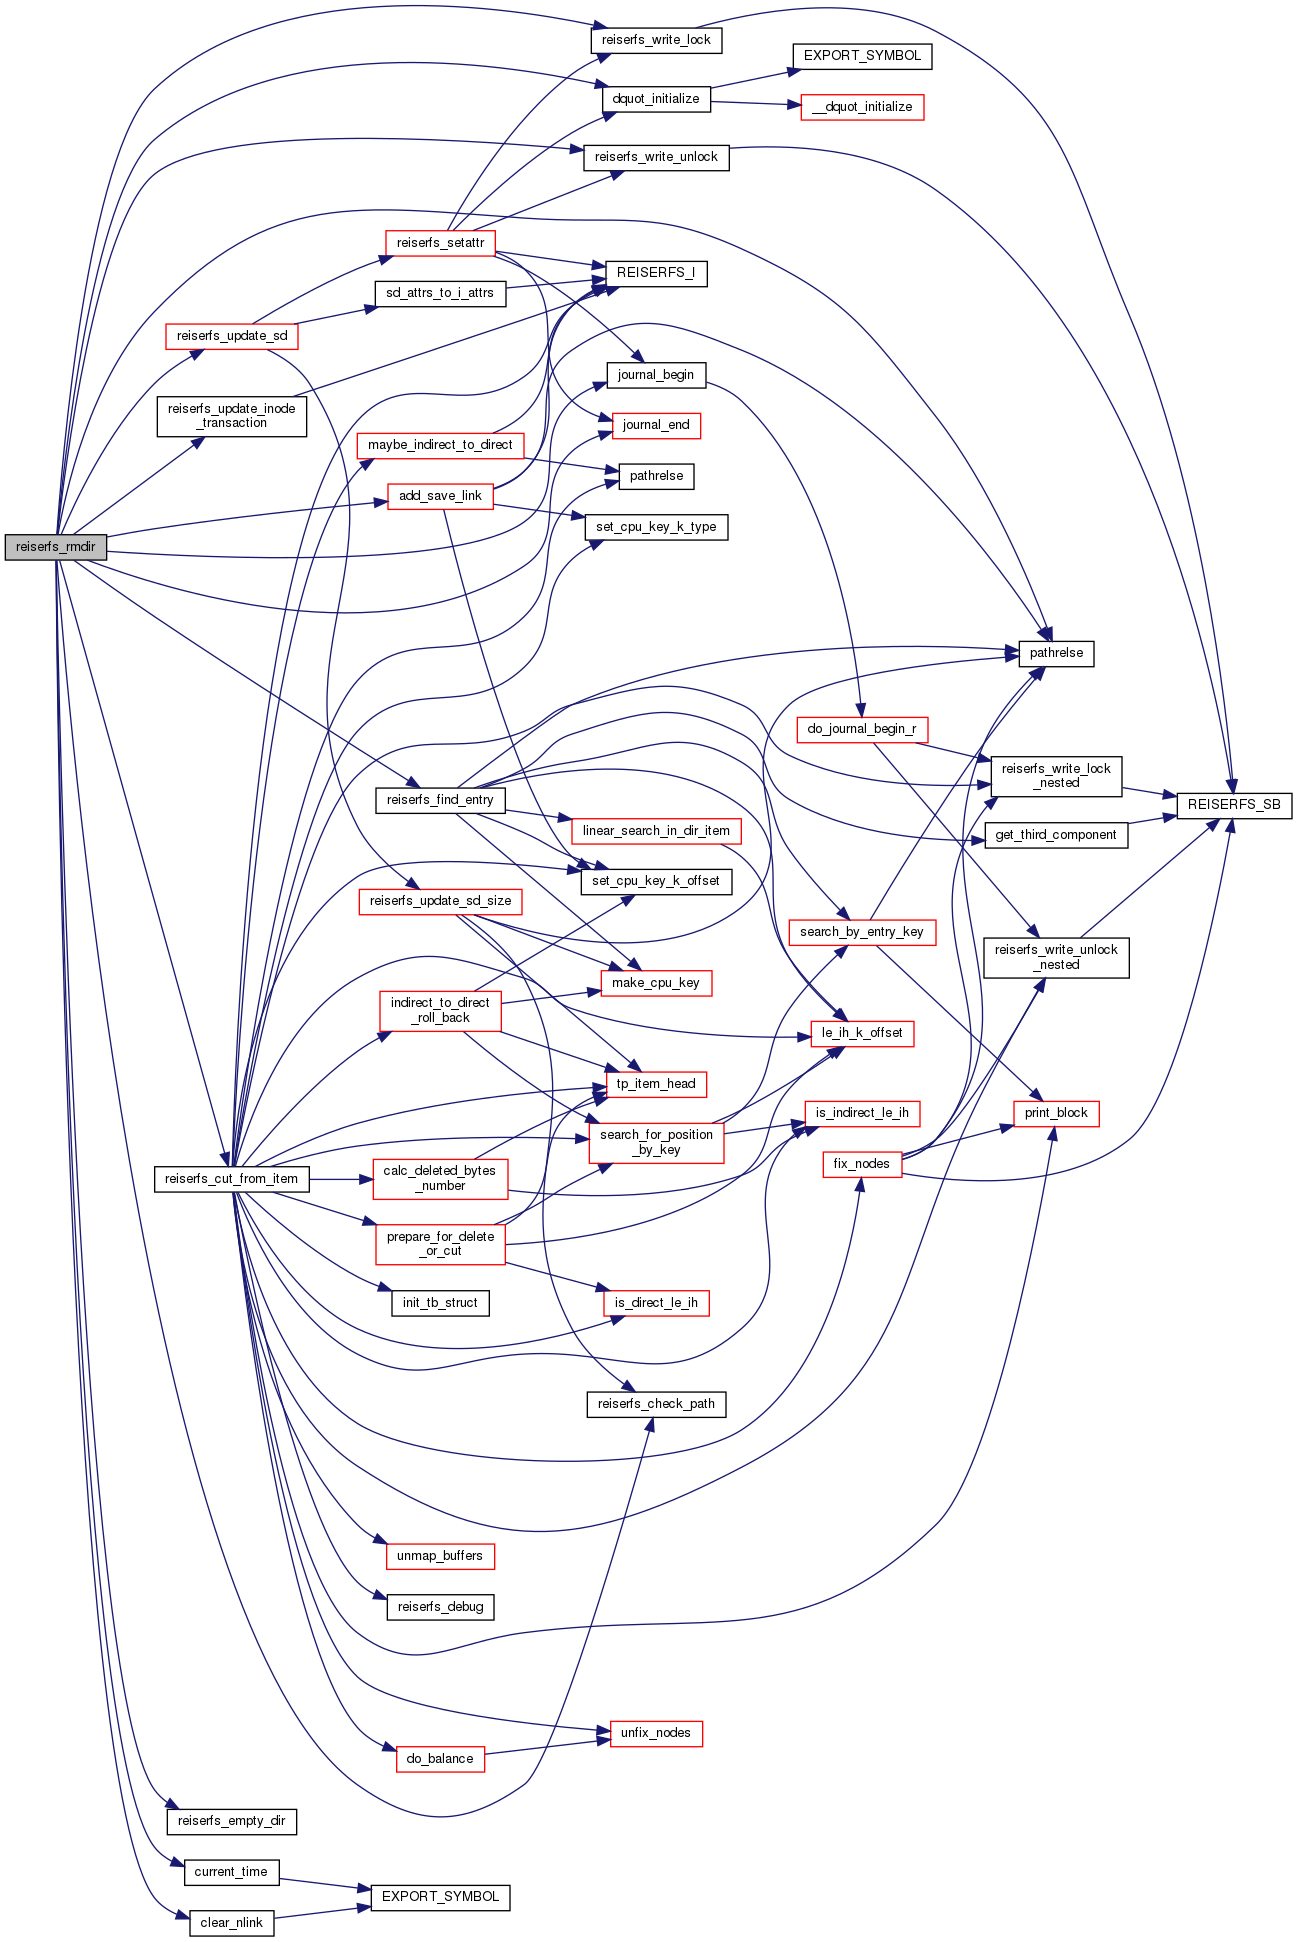 reiserfs_write_lock
EXPORT_SYMBOL
dquot_initialize
__dquot_initialize
reiserfs_write_unlock
reiserfs_setattr
REISERFS_I
sd_attrs_to_i_attrs
reiserfs_update_sd
journal_begin
reiserfs_update_inode
_transaction
journal_end
maybe_indirect_to_direct
pathrelse
add_save_link
set_cpu_key_k_type
reiserfs_rmdir
pathrelse
do_journal_begin_r
reiserfs_write_lock
_nested
reiserfs_find_entry
REISERFS_SB
linear_search_in_dir_item
get_third_component
set_cpu_key_k_offset
reiserfs_update_sd_size
search_by_entry_key
reiserfs_write_unlock
_nested
make_cpu_key
indirect_to_direct
_roll_back
le_ih_k_offset
tp_item_head
is_indirect_le_ih
print_block
search_for_position
_by_key
fix_nodes
reiserfs_cut_from_item
calc_deleted_bytes
_number
prepare_for_delete
_or_cut
init_tb_struct
is_direct_le_ih
reiserfs_check_path
unmap_buffers
reiserfs_debug
unfix_nodes
do_balance
reiserfs_empty_dir
current_time
EXPORT_SYMBOL
clear_nlink